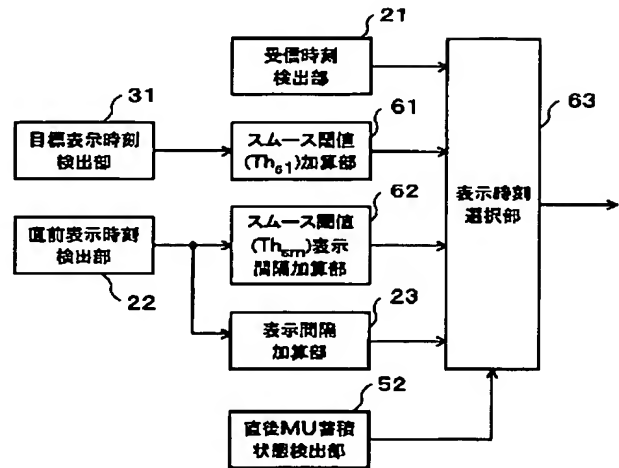 21
受信時刻
検出部
31
目標表示時刻
検出部
61
スムース閾値
(Th61)加算部
63
表示時刻
選択部
62
スムース閾値
(Th6m)表示
間隔加算部
直前表示時刻
検出部
22
23
表示間隔
加算部
52
直後MU蓄積
状態検出部